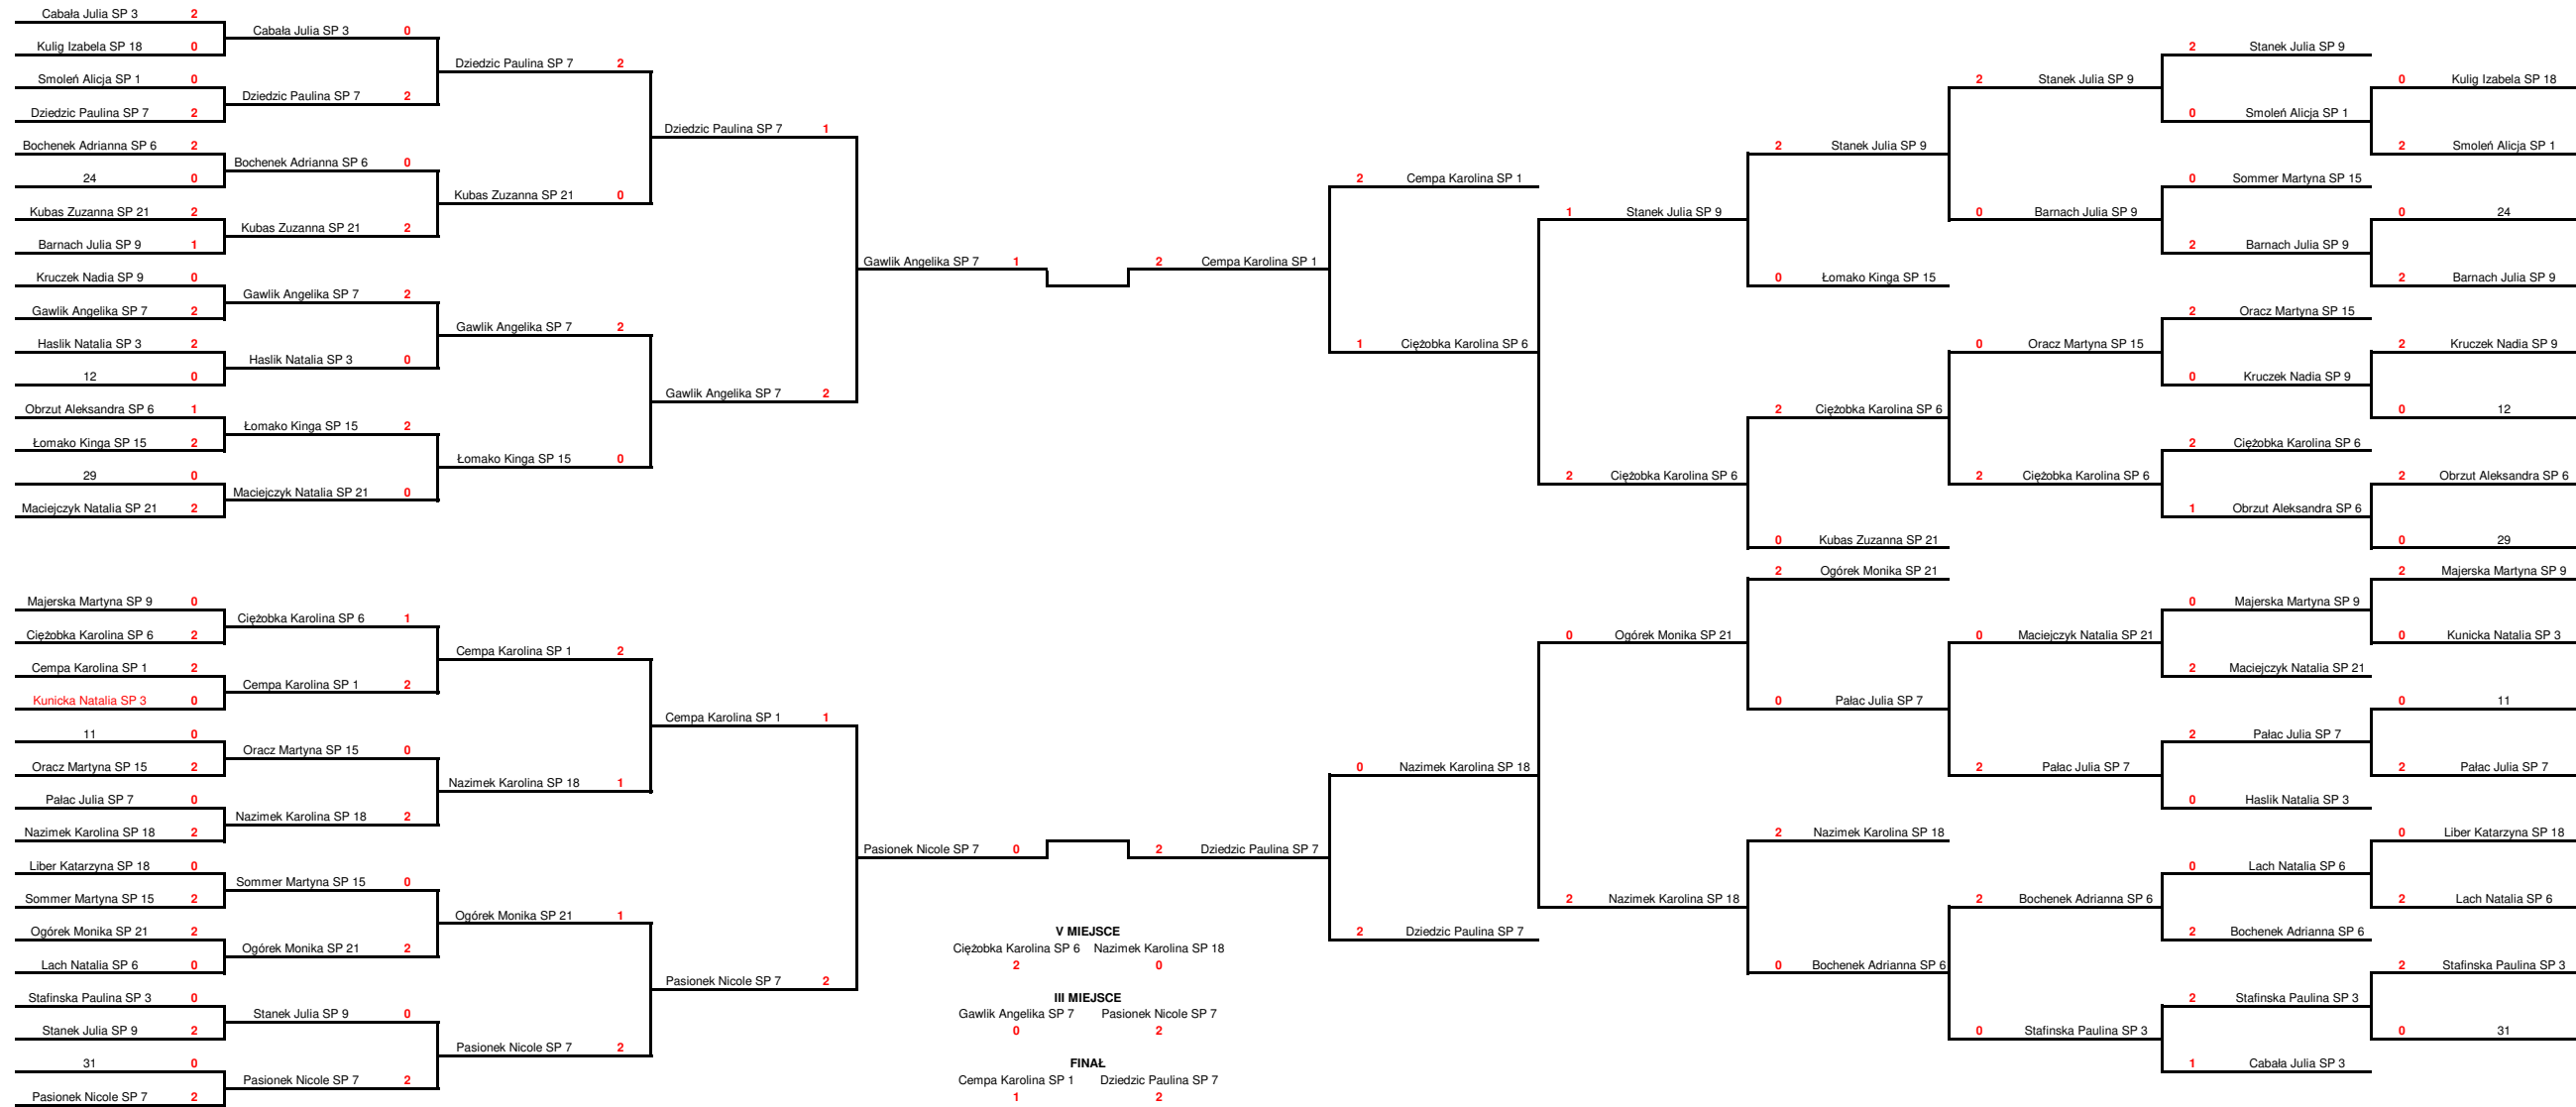 Cabała Julia SP 3 2
Kulig Izabela SP 18 0
Smoleń Alicja SP 1 0
Dziedzic Paulina SP 7 2
Bochenek Adrianna SP 6 2
24 0
Kubas Zuzanna SP 21 2
Barnach Julia SP 9 1
Kruczek Nadia SP 9 0
Gawlik Angelika SP 7 2
Haslik Natalia SP 3 2
12 0
Obrzut Aleksandra SP 6 1
Łomako Kinga SP 15 2
29 0
Maciejczyk Natalia SP 21 2
Majerska Martyna SP 9 0
Ciężobka Karolina SP 6 2
Cempa Karolina SP 1 2
Kunicka Natalia SP 3 0
11 0
Oracz Martyna SP 15 2
Pałac Julia SP 7 0
Nazimek Karolina SP 18 2
Liber Katarzyna SP 18 0
Sommer Martyna SP 15 2
Ogórek Monika SP 21 2
Lach Natalia SP 6 0
Stafinska Paulina SP 3 0
Stanek Julia SP 9 2
31 0
Pasionek Nicole SP 7 2
Cabała Julia SP 3 0
Dziedzic Paulina SP 7 2
Bochenek Adrianna SP 6 0
Kubas Zuzanna SP 21 2
Gawlik Angelika SP 7 2
Haslik Natalia SP 3 0
Łomako Kinga SP 15 2
Maciejczyk Natalia SP 21 0
Ciężobka Karolina SP 6 1
Cempa Karolina SP 1 2
Oracz Martyna SP 15 0
Nazimek Karolina SP 18 2
Sommer Martyna SP 15 0
Ogórek Monika SP 21 2
Stanek Julia SP 9 0
Pasionek Nicole SP 7 2
Dziedzic Paulina SP 7 2
Kubas Zuzanna SP 21 0
Gawlik Angelika SP 7 2
Łomako Kinga SP 15 0
Cempa Karolina SP 1 2
Nazimek Karolina SP 18 1
Ogórek Monika SP 21 1
Pasionek Nicole SP 7 2
Dziedzic Paulina SP 7 1
Gawlik Angelika SP 7 2
Cempa Karolina SP 1 1
Pasionek Nicole SP 7 2
Gawlik Angelika SP 7 1
Pasionek Nicole SP 7 0
V MIEJSCE
Ciężobka Karolina SP 6 Nazimek Karolina SP 18
2 0
III MIEJSCE
Gawlik Angelika SP 7 Pasionek Nicole SP 7
0 2
FINAŁ
Cempa Karolina SP 1 Dziedzic Paulina SP 7
1 2
2 Cempa Karolina SP 1
2 Dziedzic Paulina SP 7
2 Cempa Karolina SP 1
1 Ciężobka Karolina SP 6
0 Nazimek Karolina SP 18
2 Dziedzic Paulina SP 7
1 Stanek Julia SP 9
2 Ciężobka Karolina SP 6
0 Ogórek Monika SP 21
2 Nazimek Karolina SP 18
2 Stanek Julia SP 9
0 Łomako Kinga SP 15
2 Ciężobka Karolina SP 6
0 Kubas Zuzanna SP 21
2 Ogórek Monika SP 21
0 Pałac Julia SP 7
2 Nazimek Karolina SP 18
0 Bochenek Adrianna SP 6
2 Stanek Julia SP 9
0 Barnach Julia SP 9
0 Oracz Martyna SP 15
2 Ciężobka Karolina SP 6
0 Maciejczyk Natalia SP 21
2 Pałac Julia SP 7
2 Bochenek Adrianna SP 6
0 Stafinska Paulina SP 3
2 Stanek Julia SP 9
0 Smoleń Alicja SP 1
0 Sommer Martyna SP 15
2 Barnach Julia SP 9
2 Oracz Martyna SP 15
0 Kruczek Nadia SP 9
2 Ciężobka Karolina SP 6
1 Obrzut Aleksandra SP 6
0 Majerska Martyna SP 9
2 Maciejczyk Natalia SP 21
2 Pałac Julia SP 7
0 Haslik Natalia SP 3
0 Lach Natalia SP 6
2 Bochenek Adrianna SP 6
2 Stafinska Paulina SP 3
1 Cabała Julia SP 3
0 Kulig Izabela SP 18
2 Smoleń Alicja SP 1
0 24
2 Barnach Julia SP 9
2 Kruczek Nadia SP 9
0 12
2 Obrzut Aleksandra SP 6
0 29
2 Majerska Martyna SP 9
0 Kunicka Natalia SP 3
0 11
2 Pałac Julia SP 7
0 Liber Katarzyna SP 18
2 Lach Natalia SP 6
2 Stafinska Paulina SP 3
0 31